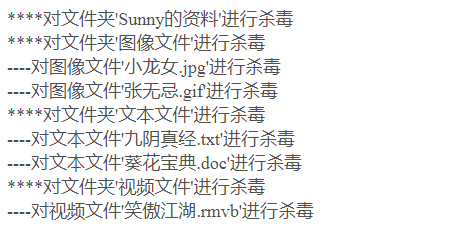 ****对文件夹'Sunny的资料'进行杀毒
****对文件夹'图像文件'进行杀毒
----对图像文件'小龙女.jpg'进行杀毒
----对图像文件'张无忌.gif'进行杀毒
****对文件夹'文本文件'进行杀毒
----对文本文件'九阴真经.txt'进行杀毒
----对文本文件'葵花宝典.doc'进行杀毒
****对文件夹'视频文件'进行杀毒
----对视频文件'笑傲江湖.rmvb'进行杀毒